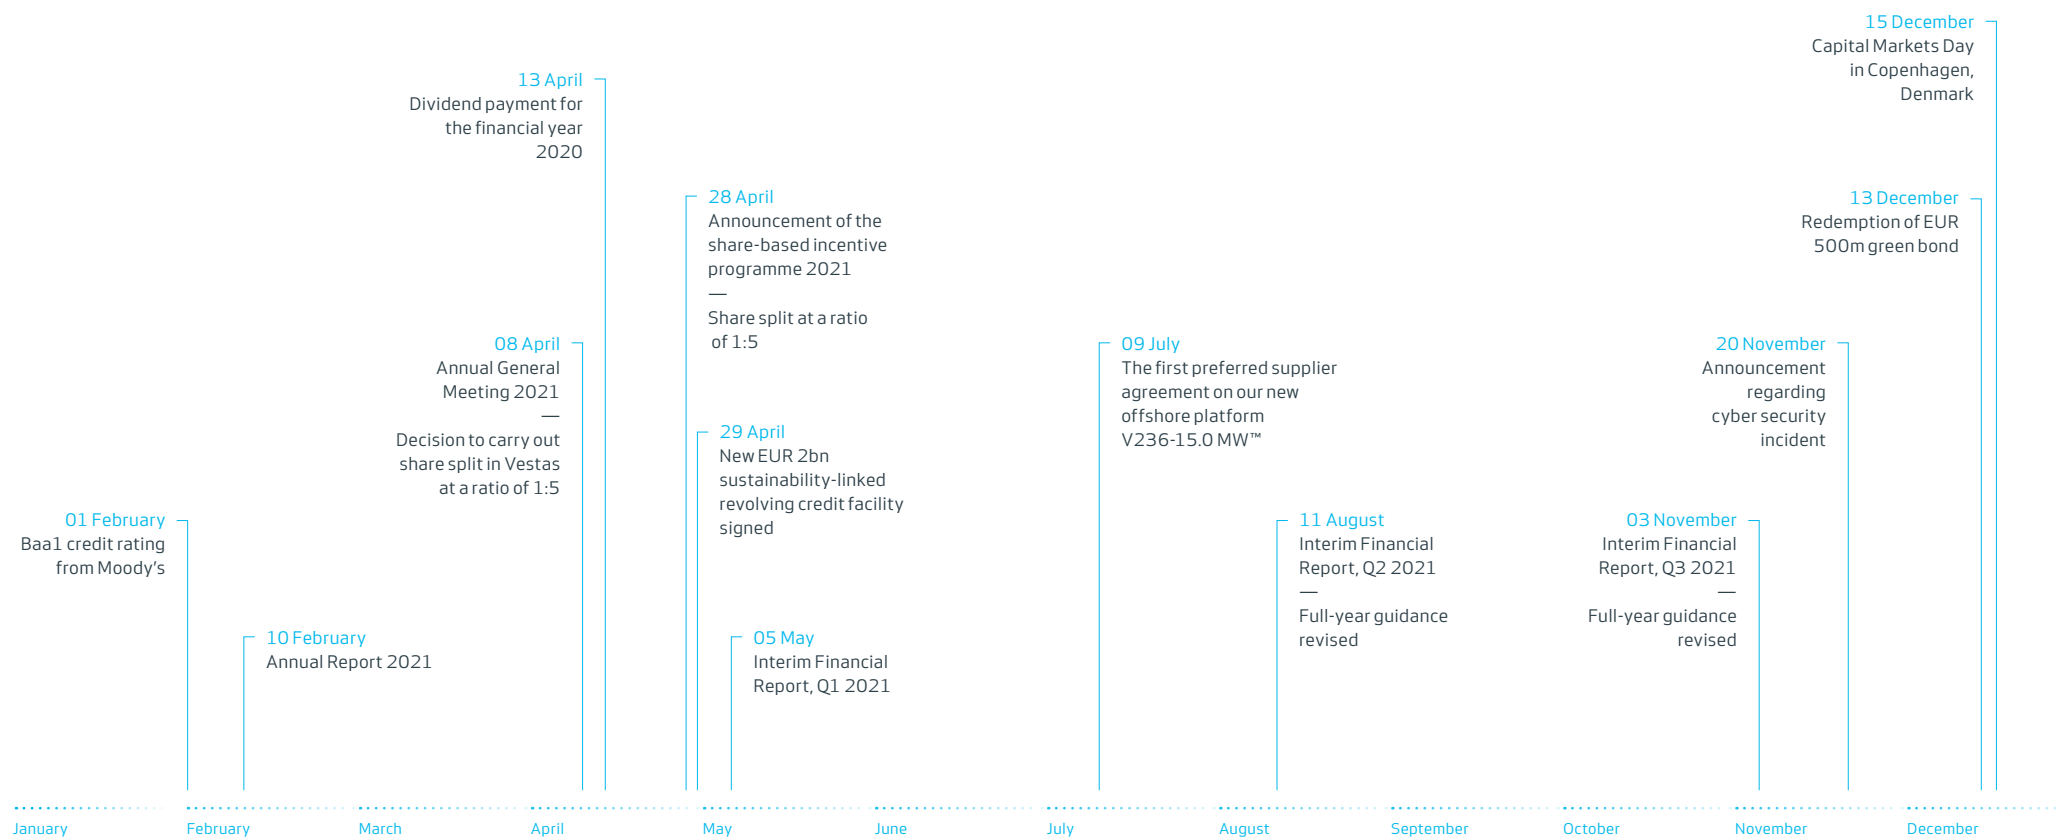 15 December
Capital Markets Day
in Copenhagen,
Denmark
13 April
Dividend payment for
the financial year
2020
28 April
Announcement of the
share-based incentive
programme 2021
—
Share split at a ratio
of 1:5
13 December
Redemption of EUR
500m green bond
08 April
Annual General
Meeting 2021
—
Decision to carry out
share split in Vestas
at a ratio of 1:5
09 July
The first preferred supplier
agreement on our new
offshore platform
V236-15.0 MW™
20 November
Announcement
regarding
cyber security
incident
29 April
New EUR 2bn
sustainability-linked
revolving credit facility
signed
01 February
Baa1 credit rating
from Moody’s
11 August
Interim Financial
Report, Q2 2021
—
Full-year guidance
revised
03 November
Interim Financial
Report, Q3 2021
—
Full-year guidance
revised
10 February
Annual Report 2021
05 May
Interim Financial
Report, Q1 2021
January February March April May June July August September October November December